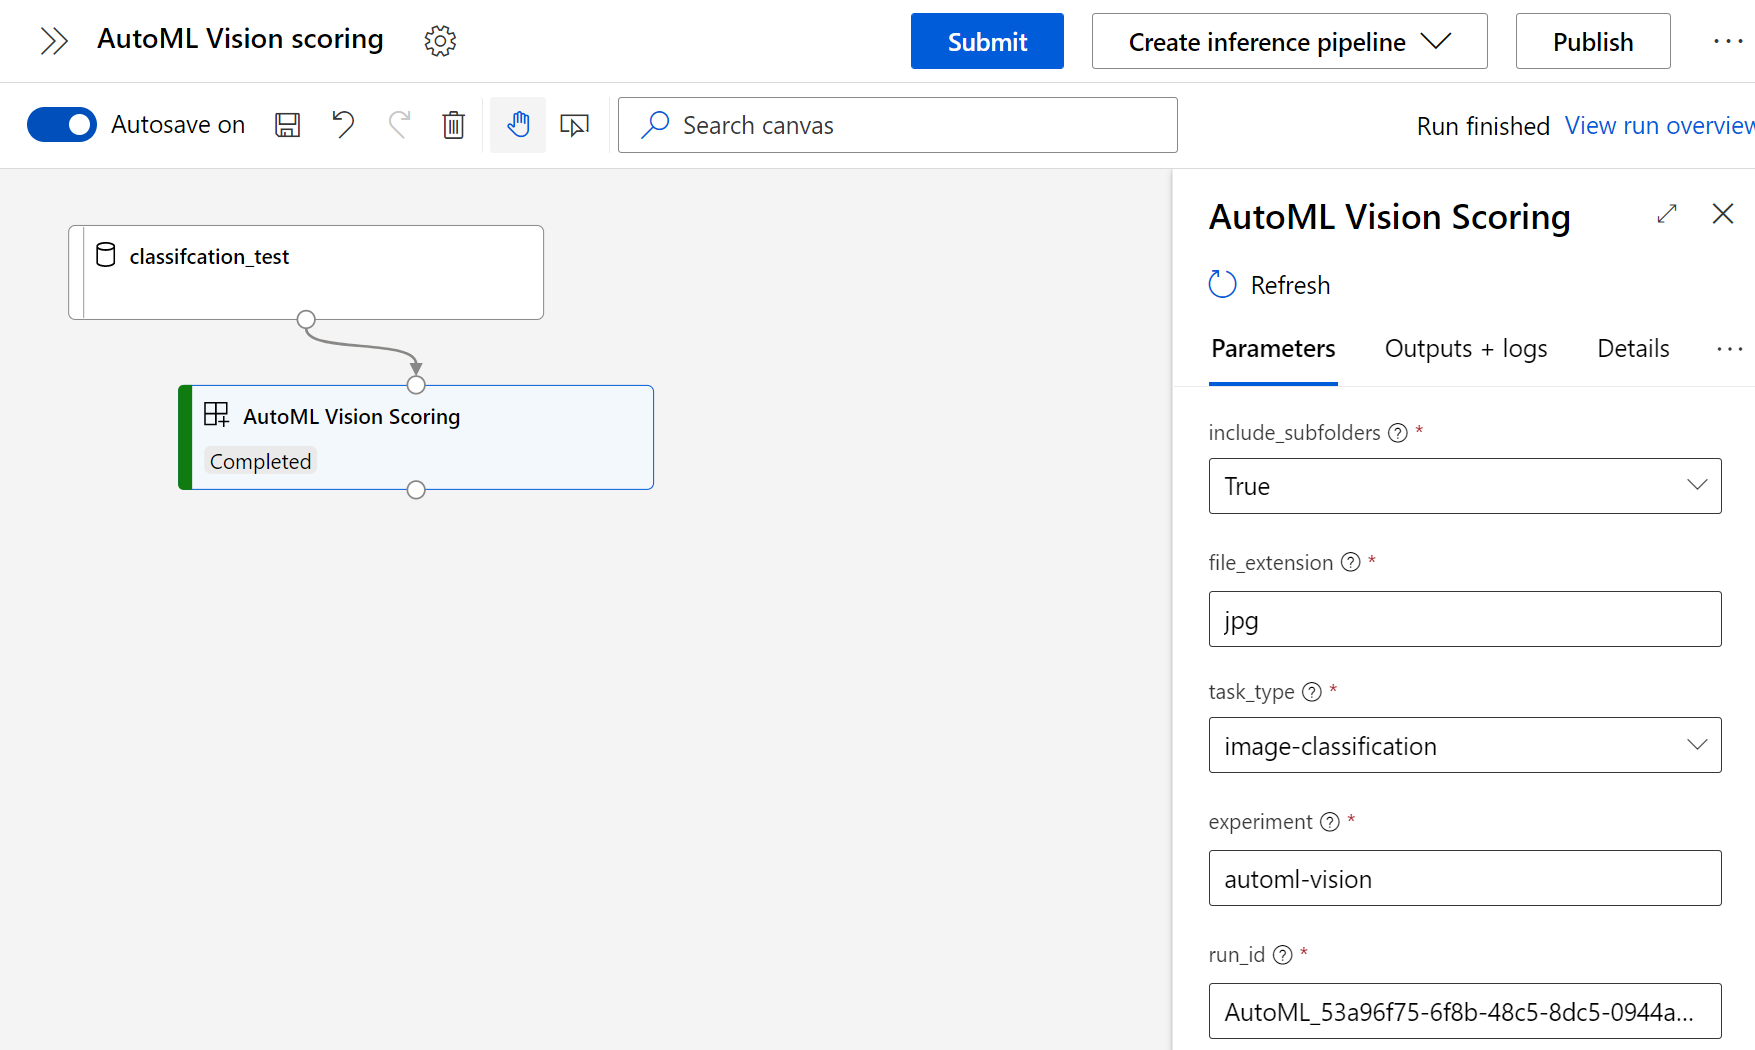 AutoML Vision scoring
Submit
Create inference pipeline
Publish
Autosave on
Search canvas
Run finished
View run overview
classifcation_test
AutoML Vision Scoring
Completed
AutoML Vision Scoring
Refresh
Parameters
Outputs + logs
Details
include_subfolders *
True
file_extension *
jpg
task_type *
image-classification
experiment *
automl-vision
run_id *
AutoML_53a96f75-6f8b-48c5-8dc5-0944a...